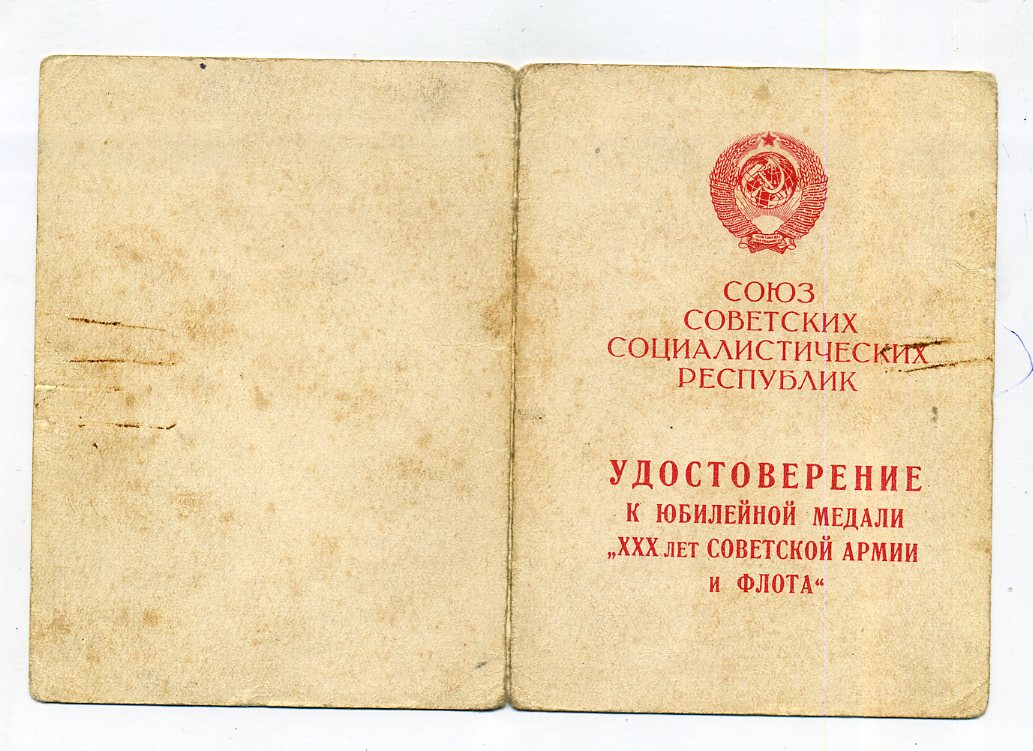 СОЮЗ
СОВЕТСКИХ
СОЦИАЛИСТИЧЕСКИХ
РЕСПУБЛИК
УДОСТОВЕРЕНИЕ
К ЮБИЛЕЙНОЙ МЕДАЛИ
„XXX ЛЕТ СОВЕТСКОЙ АРМИИ
И ФЛОТА“